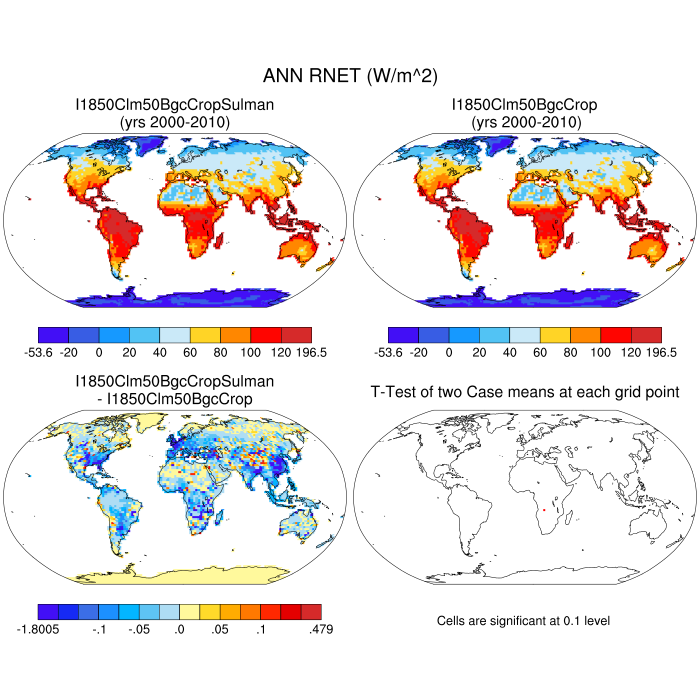 ANN RNET (W/m^2)
I1850Clm50BgcCropSulman
(yrs 2000-2010)
I1850Clm50BgcCrop
(yrs 2000-2010)
-53.6 -20 0 20 40 60 80 100 120 196.5
-53.6 -20 0 20 40 60 80 100 120 196.5
I1850Clm50BgcCropSulman
- I1850Clm50BgcCrop
T-Test of two Case means at each grid point
-1.8005 -.1 -.05 .0 .05 .1 .479
Cells are significant at 0.1 level